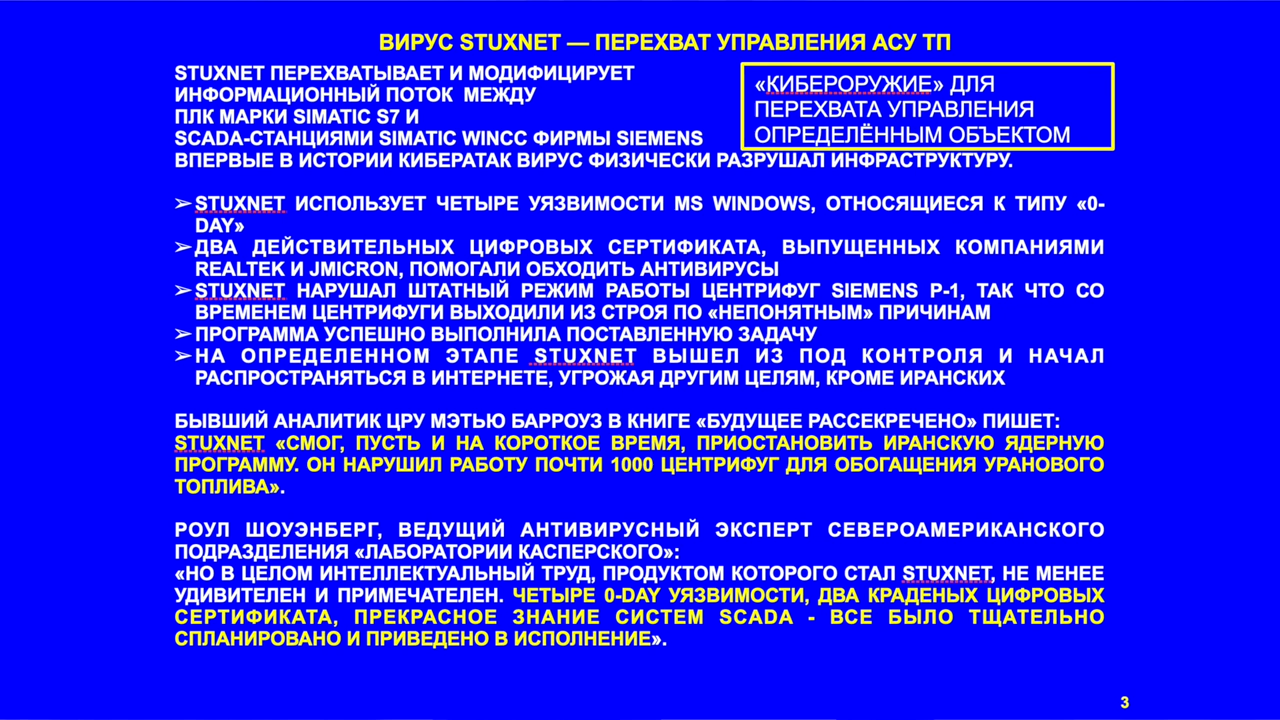 ВИРУС STUXNET — ПЕРЕХВАТ УПРАВЛЕНИЯ АСУ ТП
STUXNET ПЕРЕХВАТЫВАЕТ И МОДИФИЦИРУЕТ
ИНФОРМАЦИОННЫЙ ПОТОК МЕЖДУ
ПЛК МАРКИ SIMATIC S7 И
SCADA-СТАНЦИЯМИ SIMATIC WINCC ФИРМЫ SIEMENS
ВПЕРВЫЕ В ИСТОРИИ КИБЕРАТАК ВИРУС ФИЗИЧЕСКИ РАЗРУШАЛ ИНФРАСТРУКТУРУ.
«КИБЕРОРУЖИЕ» ДЛЯ
ПЕРЕХВАТА УПРАВЛЕНИЯ
ОПРЕДЕЛЁННЫМ ОБЪЕКТОМ
➢ STUXNET ИСПОЛЬЗУЕТ ЧЕТЫРЕ УЯЗВИМОСТИ MS WINDOWS, ОТНОСЯЩИЕСЯ К ТИПУ «0-
DAY»
➢ ДВА ДЕЙСТВИТЕЛЬНЫХ ЦИФРОВЫХ СЕРТИФИКАТА, ВЫПУЩЕННЫХ КОМПАНИЯМИ
REALTEK И JMICRON, ПОМОГАЛИ ОБХОДИТЬ АНТИВИРУСЫ
➢ STUXNET НАРУШАЛ ШТАТНЫЙ РЕЖИМ РАБОТЫ ЦЕНТРИФУГ SIEMENS P-1, ТАК ЧТО СО
ВРЕМЕНЕМ ЦЕНТРИФУГИ ВЫХОДИЛИ ИЗ СТРОЯ ПО «НЕПОНЯТНЫМ» ПРИЧИНАМ
➢ ПРОГРАММА УСПЕШНО ВЫПОЛНИЛА ПОСТАВЛЕННУЮ ЗАДАЧУ
➢ НА ОПРЕДЕЛЕННОМ ЭТАПЕ STUXNET ВЫШЕЛ ИЗ ПОД КОНТРОЛЯ И НАЧАЛ
РАСПРОСТРАНЯТЬСЯ В ИНТЕРНЕТЕ, УГРОЖАЯ ДРУГИМ ЦЕЛЯМ, КРОМЕ ИРАНСКИХ
БЫВШИЙ АНАЛИТИК ЦРУ МЭТЬЮ БАРРОУЗ В КНИГЕ «БУДУЩЕЕ РАССЕКРЕЧЕНО» ПИШЕТ:
STUXNET «СМОГ, ПУСТЬ И НА КОРОТКОЕ ВРЕМЯ, ПРИОСТАНОВИТЬ ИРАНСКУЮ ЯДЕРНУЮ
ПРОГРАММУ. ОН НАРУШИЛ РАБОТУ ПОЧТИ 1000 ЦЕНТРИФУГ ДЛЯ ОБОГАЩЕНИЯ УРАНОВОГО
ТОПЛИВА».
РОУЛ ШОУЭНБЕРГ, ВЕДУЩИЙ АНТИВИРУСНЫЙ ЭКСПЕРТ СЕВЕРОАМЕРИКАНСКОГО
ПОДРАЗДЕЛЕНИЯ «ЛАБОРАТОРИИ КАСПЕРСКОГО»:
«НО В ЦЕЛОМ ИНТЕЛЛЕКТУАЛЬНЫЙ ТРУД, ПРОДУКТОМ КОТОРОГО СТАЛ STUXNET, НЕ МЕНЕЕ
УДИВИТЕЛЕН И ПРИМЕЧАТЕЛЕН. ЧЕТЫРЕ 0-DAY УЯЗВИМОСТИ, ДВА КРАДЕНЫХ ЦИФРОВЫХ
СЕРТИФИКАТА, ПРЕКРАСНОЕ ЗНАНИЕ СИСТЕМ SCADA - ВСЕ БЫЛО ТЩАТЕЛЬНО
СПЛАНИРОВАНО И ПРИВЕДЕНО В ИСПОЛНЕНИЕ».
3